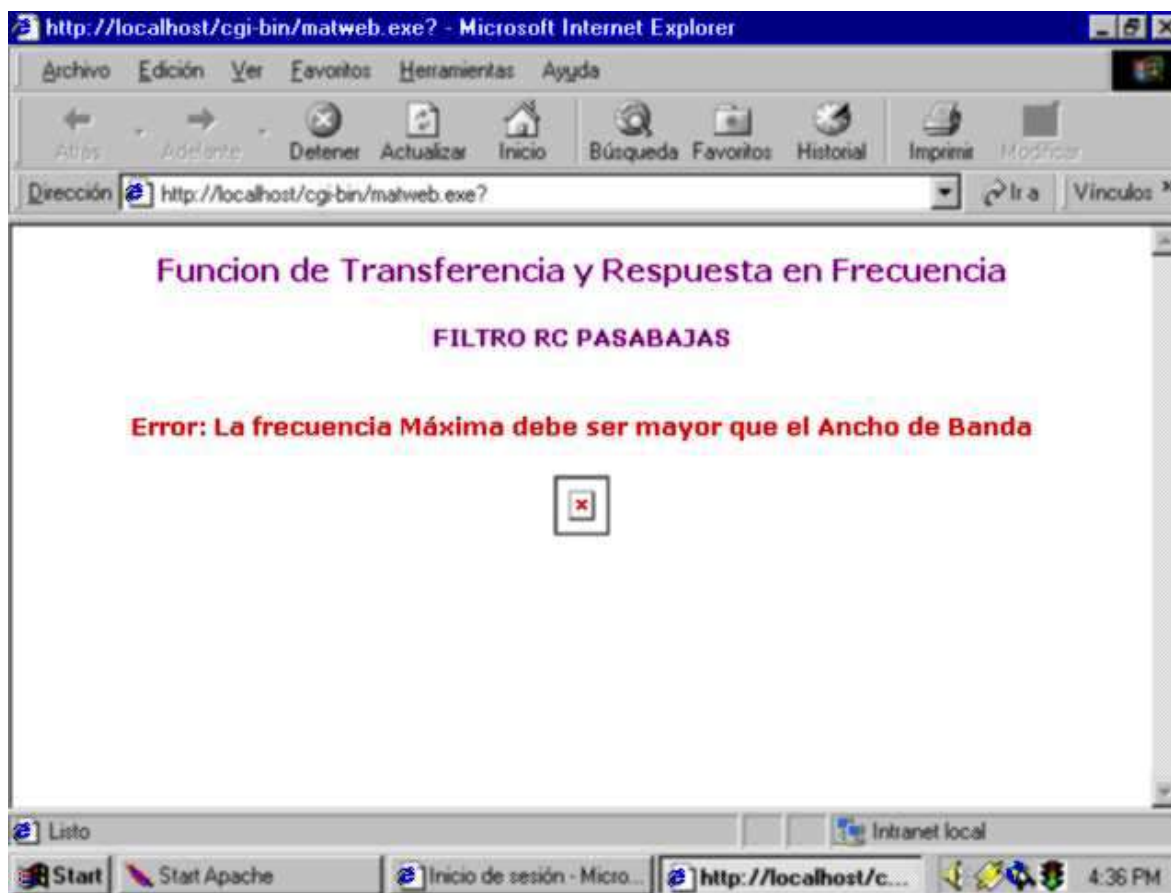 http://localhost/cgi-bin/matweb.exe? - Microsoft Internet Explorer
Archivo Edición Ver Favoritos Herramientas Ayuda
Atrás Adelante Detener Actualizar Inicio Búsqueda Favoritos Historial Imprimir Modificar
Dirección http://localhost/cgi-bin/matweb.exe? Ir a Vínculos »
Funcion de Transferencia y Respuesta en Frecuencia
FILTRO RC PASABAJAS
Error: La frecuencia Máxima debe ser mayor que el Ancho de Banda
Listo Intranet local
Start Start Apache Inicio de sesión - Micro... http://localhost/c... 4:36 PM